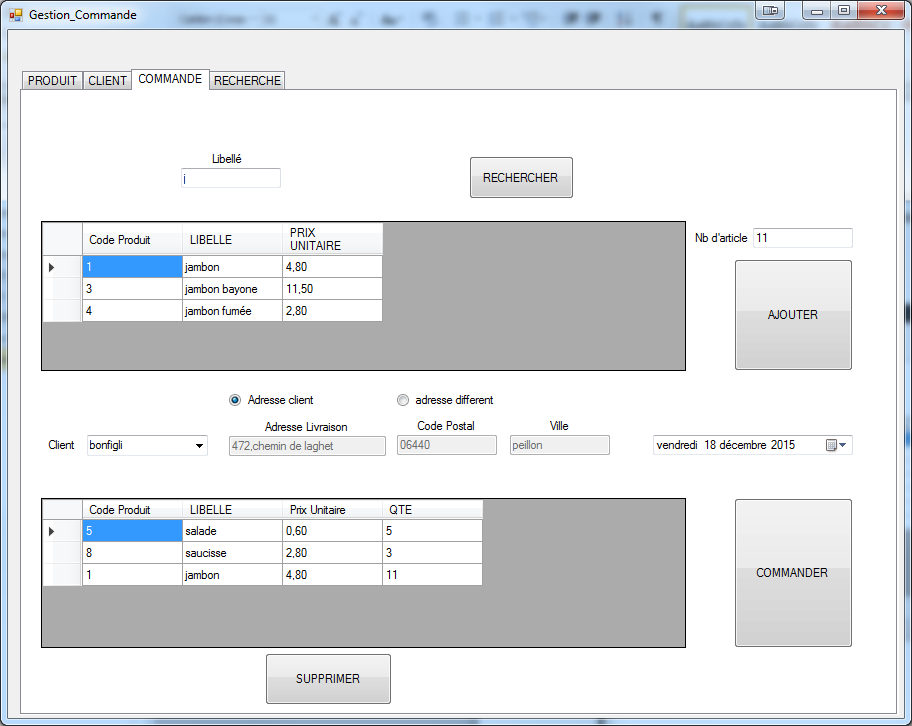 Gestion_Commande
PRODUIT CLIENT COMMANDE RECHERCHE
Libellé
j
RECHERCHER
Code Produit LIBELLE PRIX UNITAIRE
1 jambon 4,80
3 jambon bayone 11,50
4 jambon fumée 2,80
Nb d'article 11
AJOUTER
Adresse client adresse different
Adresse Livraison Code Postal Ville
Client bonfigli 472,chemin de laghet 06440 peillon vendredi 18 décembre 2015
Code Produit LIBELLE Prix Unitaire QTE
5 salade 0,60 5
8 saucisse 2,80 3
1 jambon 4,80 11
COMMANDER
SUPPRIMER